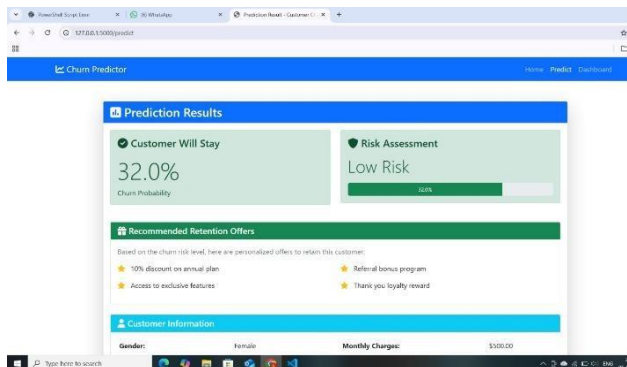 PowerShell Script Error
(6) WhatsApp
Prediction Result - Customer C
127.0.0.1:5000/predict
Churn Predictor
Home Predict Dashboard
Prediction Results
Customer Will Stay
32.0%
Churn Probability
Risk Assessment
Low Risk
32.0%
Recommended Retention Offers
Based on the churn risk level, here are personalized offers to retain this customer:
10% discount on annual plan
Referral bonus program
Access to exclusive features
Thank you loyalty reward
Customer Information
Gender: Female Monthly Charges: $500.00
Type here to search
ENG